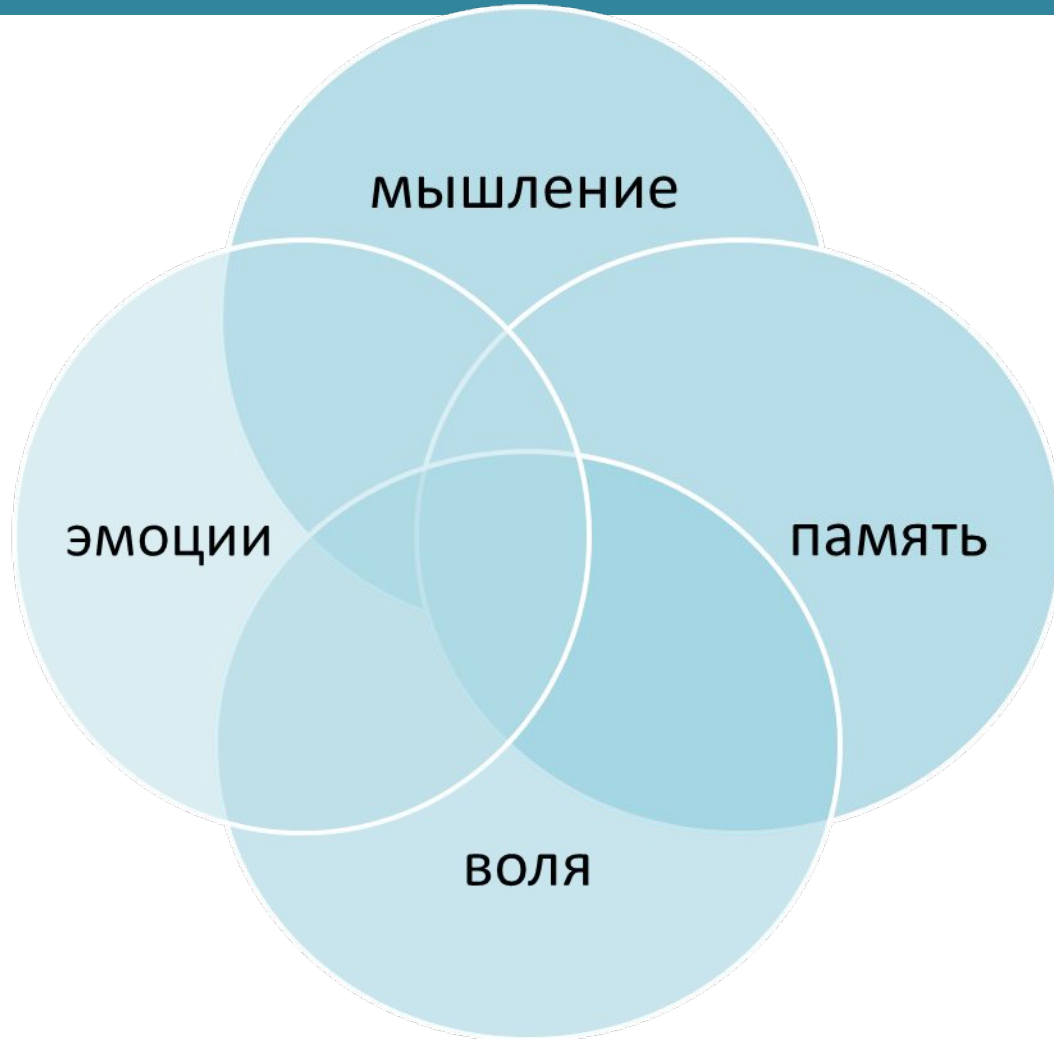 мышление
эмоции
память
воля